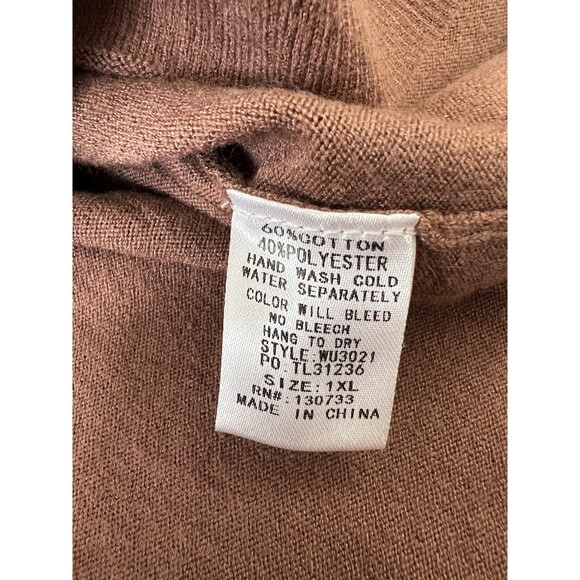 60%COTTON
40%POLYESTER
HAND WASH COLD
WATER SEPARATELY
COLOR WILL BLEED
NO BLEECH
HANG TO DRY
STYLE:WU3021
PO.TL31236
SIZE:1XL
RN#:130733
MADE IN CHINA